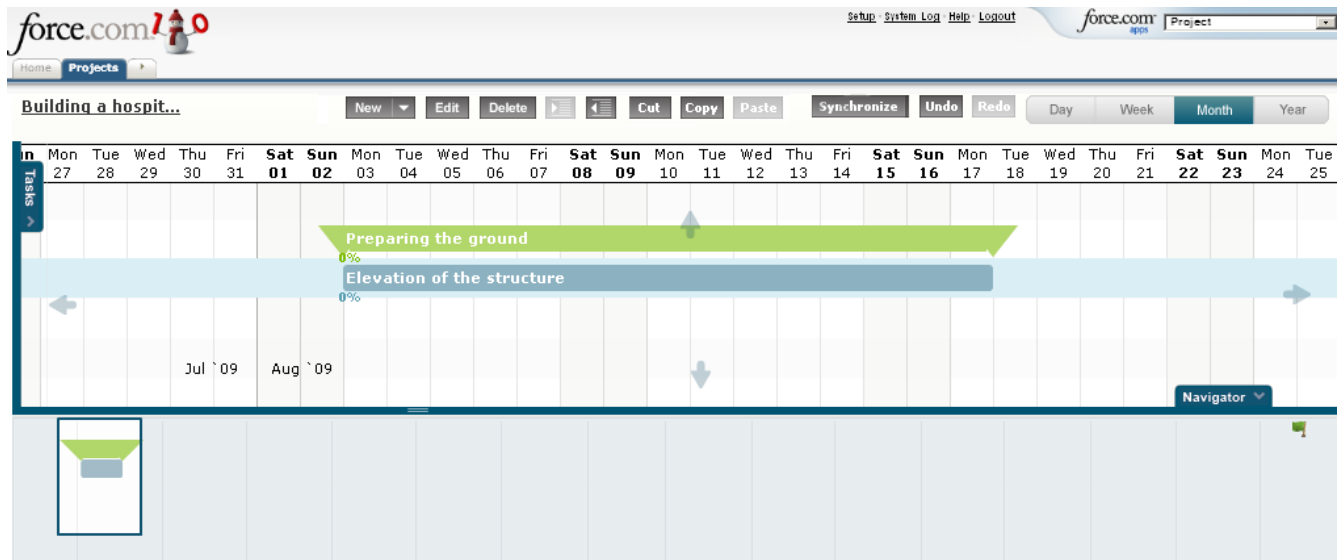 Setup · System Log · Help · Logout
force.com 10
force.com apps
Project
Home Projects
Building a hospit...
New Edit Delete Cut Copy Paste Synchronize Undo Redo Day Week Month Year
un Mon Tue Wed Thu Fri Sat Sun Mon Tue Wed Thu Fri Sat Sun Mon Tue Wed Thu Fri Sat Sun Mon Tue Wed Thu Fri Sat Sun Mon Tue
27 28 29 30 31 01 02 03 04 05 06 07 08 09 10 11 12 13 14 15 16 17 18 19 20 21 22 23 24 25
Tasks
Preparing the ground
0%
Elevation of the structure
0%
Jul `09 Aug `09
Navigator